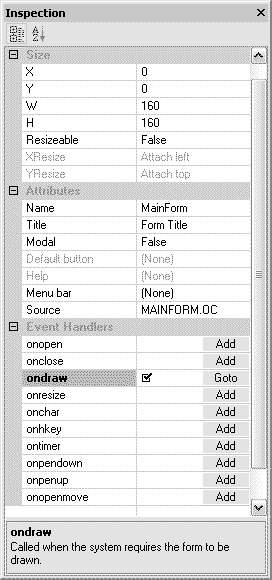 Inspection
Size
X 0
Y 0
W 160
H 160
Resizeable False
XResize Attach left
YResize Attach top
Attributes
Name MainForm
Title Form Title
Modal False
Default button (None)
Help (None)
Menu bar (None)
Source MAINFORM.OC
Event Handlers
onopen Add
onclose Add
ondraw Goto
onresize Add
onchar Add
onhkey Add
ontimer Add
onpendown Add
onpenup Add
onopenmove Add
ondraw
Called when the system requires the form to be
drawn.